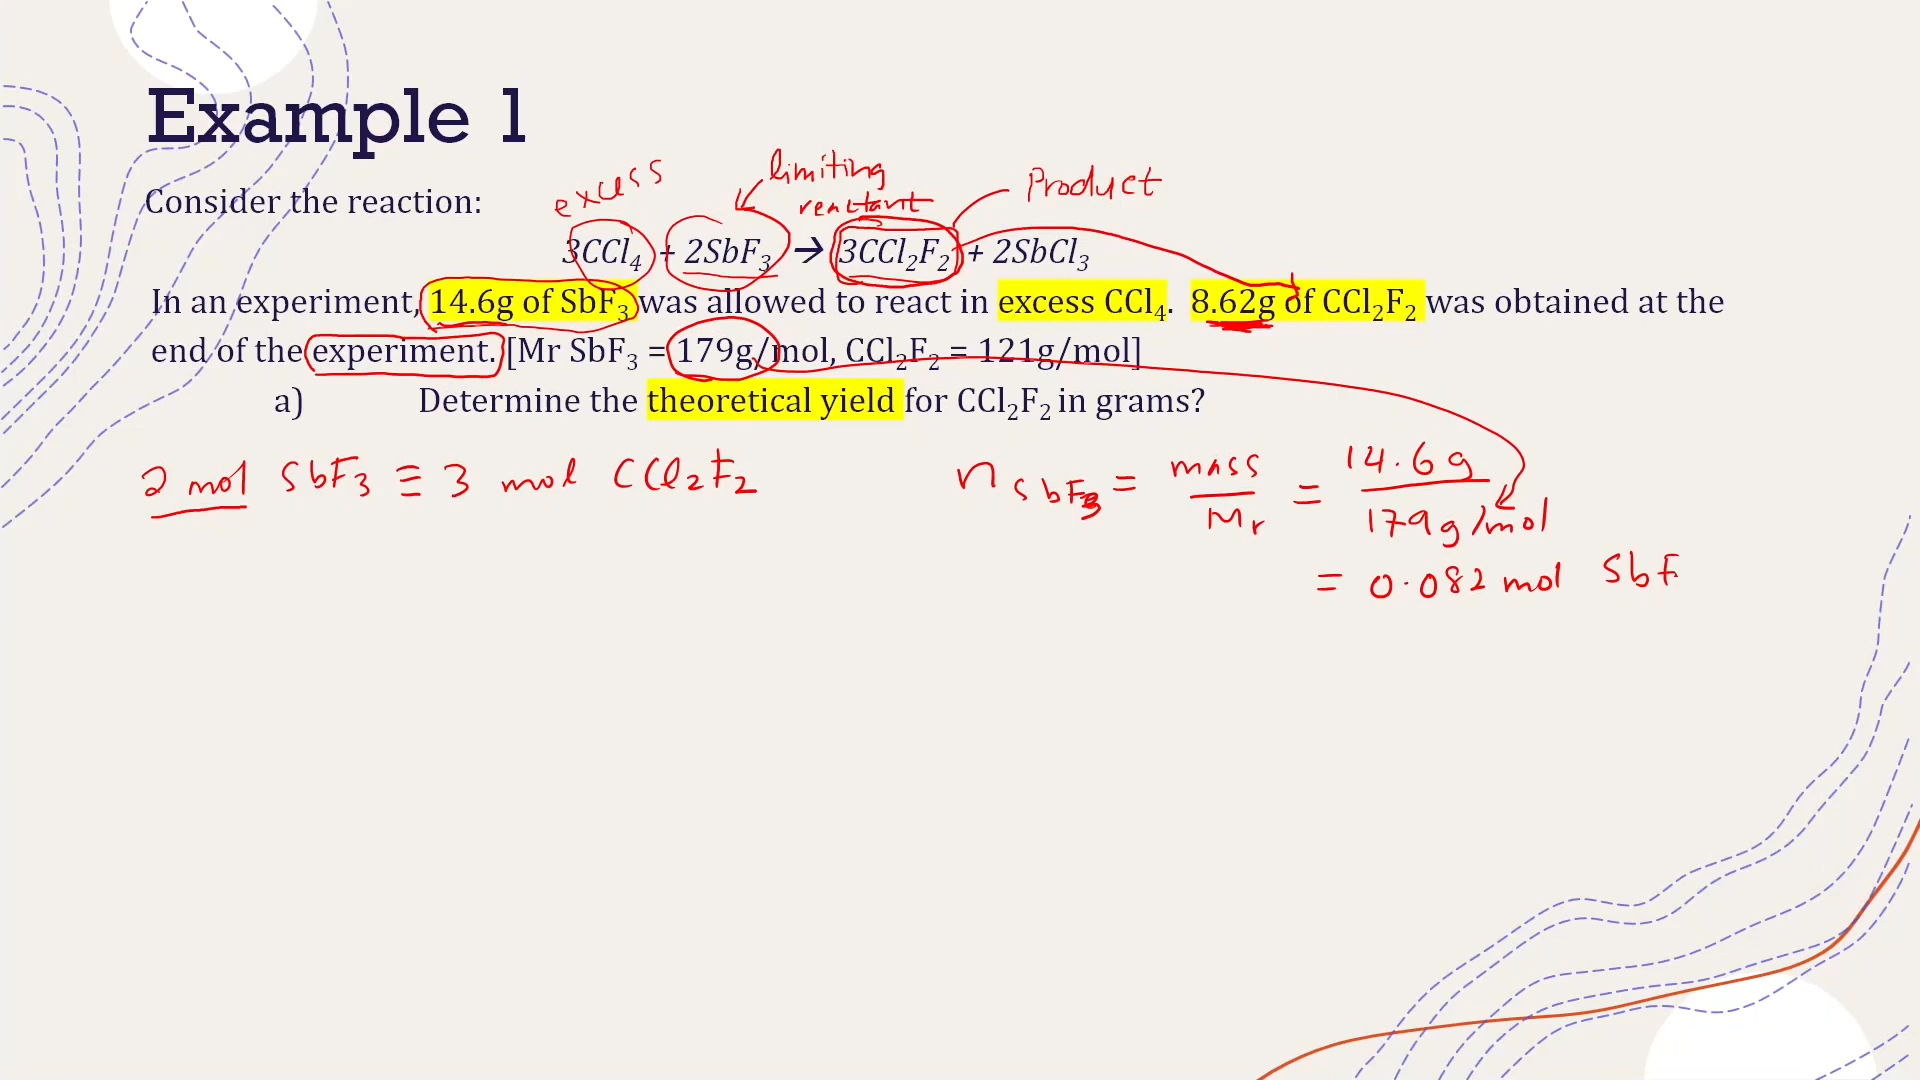 Example 1
excess
limiting
reactant
Product
Consider the reaction:
3CCl₄ + 2SbF₃ → 3CCl₂F₂ + 2SbCl₃
In an experiment, 14.6g of SbF₃ was allowed to react in excess CCl₄. 8.62g of CCl₂F₂ was obtained at the
end of the experiment. [Mr SbF₃ = 179g/mol, CCl₂F₂ = 121g/mol]
a) Determine the theoretical yield for CCl₂F₂ in grams?
2 mol SbF₃ ≡ 3 mol CCl₂F₂
n SbF₃ = mass / Mr = 14.6g / 179g/mol
= 0.082 mol SbF